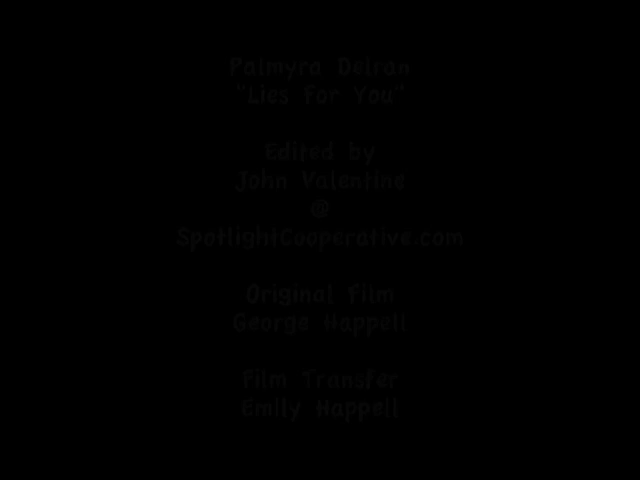 Palmyra Delran
"Lies For You"
Edited by
John Valentine
@
SpotlightCooperative.com
Original Film
George Happell
Film Transfer
Emily Happell